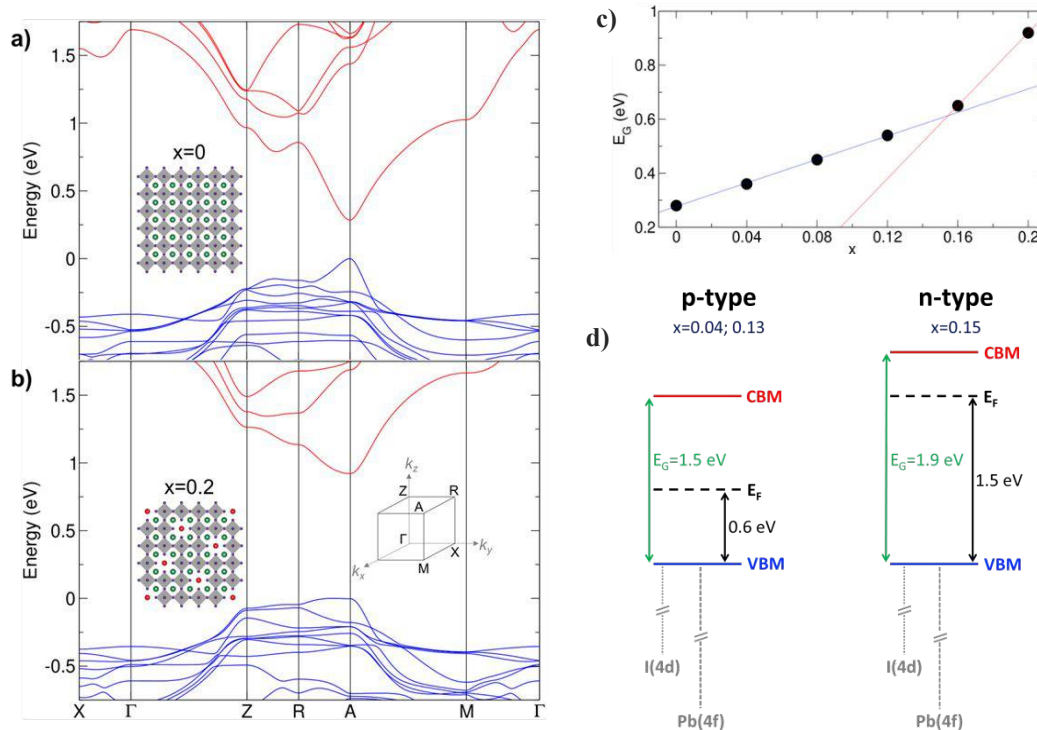 a)
1.5
1
0.5
0
-0.5
Energy (eV)
x=0
b)
1.5
1
0.5
0
-0.5
Energy (eV)
x=0.2
k_z
Z
R
A
Γ
X
k_y
k_x
M
X Γ Z R A M Γ
c)
1
0.8
0.6
0.4
0.2
E_G (eV)
0 0.04 0.08 0.12 0.16 0.2
x
d)
p-type
x=0.04; 0.13
CBM
E_G=1.5 eV
E_F
0.6 eV
VBM
I(4d)
Pb(4f)
n-type
x=0.15
CBM
E_F
E_G=1.9 eV
1.5 eV
VBM
I(4d)
Pb(4f)